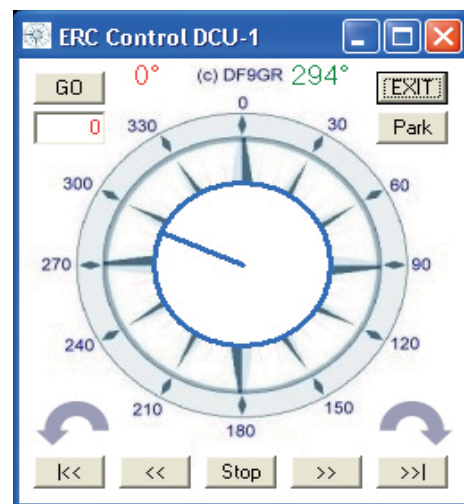 ERC Control DCU-1
GO 0° (c) DF9GR 294° EXIT
0 Park
0
330 30
300 60
270 90
240 120
210 150
180
|<< << Stop >> >>|